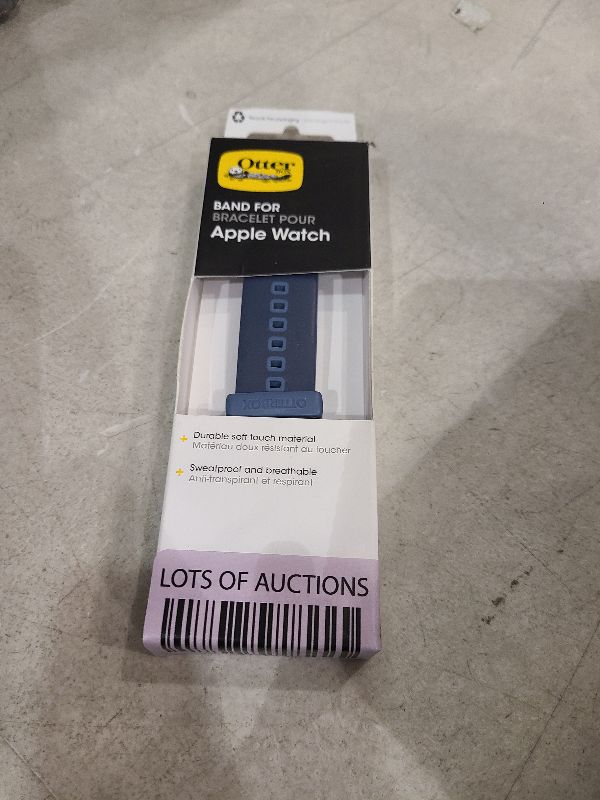 Otter
BAND FOR
BRACELET POUR
Apple Watch
OTTERBOX
Durable soft touch material
Matériau doux résistant au toucher
Sweatproof and breathable
Anti-transpirant et respirant
LOTS OF AUCTIONS